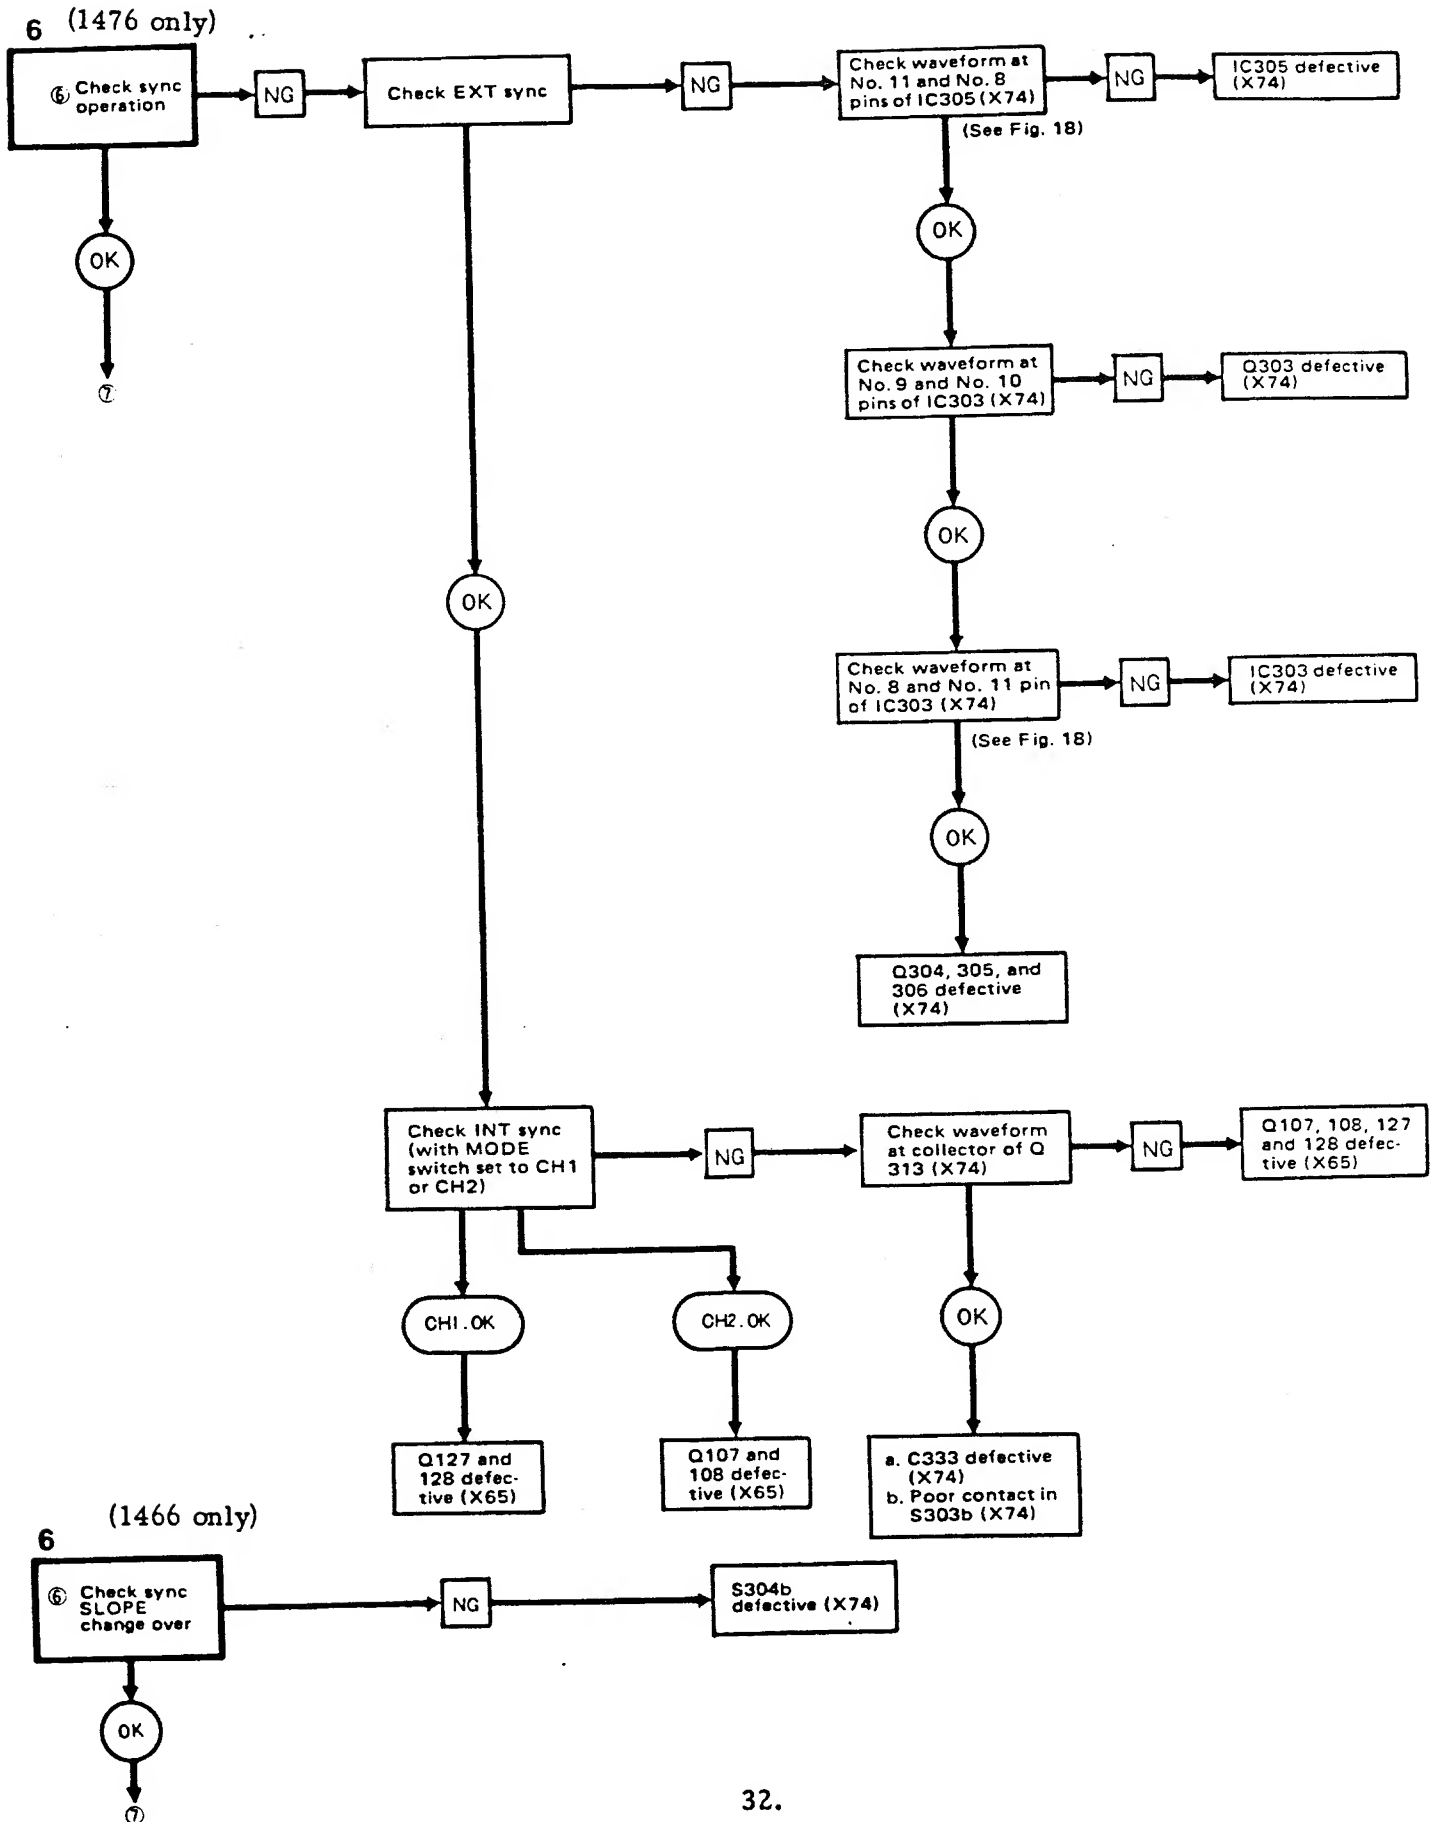 6 (1476 only)
⑥ Check sync
operation
NG
Check EXT sync
NG
Check waveform at
No. 11 and No. 8
pins of IC305 (X74)
(See Fig. 18)
NG
IC305 defective
(X74)
OK
⑦
OK
Check waveform at
No. 9 and No. 10
pins of IC303 (X74)
NG
Q303 defective
(X74)
OK
OK
Check waveform at
No. 8 and No. 11 pin
of IC303 (X74)
(See Fig. 18)
NG
IC303 defective
(X74)
OK
Q304, 305, and
306 defective
(X74)
Check INT sync
(with MODE
switch set to CH1
or CH2)
NG
Check waveform
at collector of Q
313 (X74)
NG
Q107, 108, 127
and 128 defec-
tive (X65)
CH1.OK
CH2.OK
OK
Q127 and
128 defec-
tive (X65)
Q107 and
108 defec-
tive (X65)
a. C333 defective
(X74)
b. Poor contact in
S303b (X74)
(1466 only)
6
⑥ Check sync
SLOPE
change over
NG
S304b
defective (X74)
OK
⑦
32.